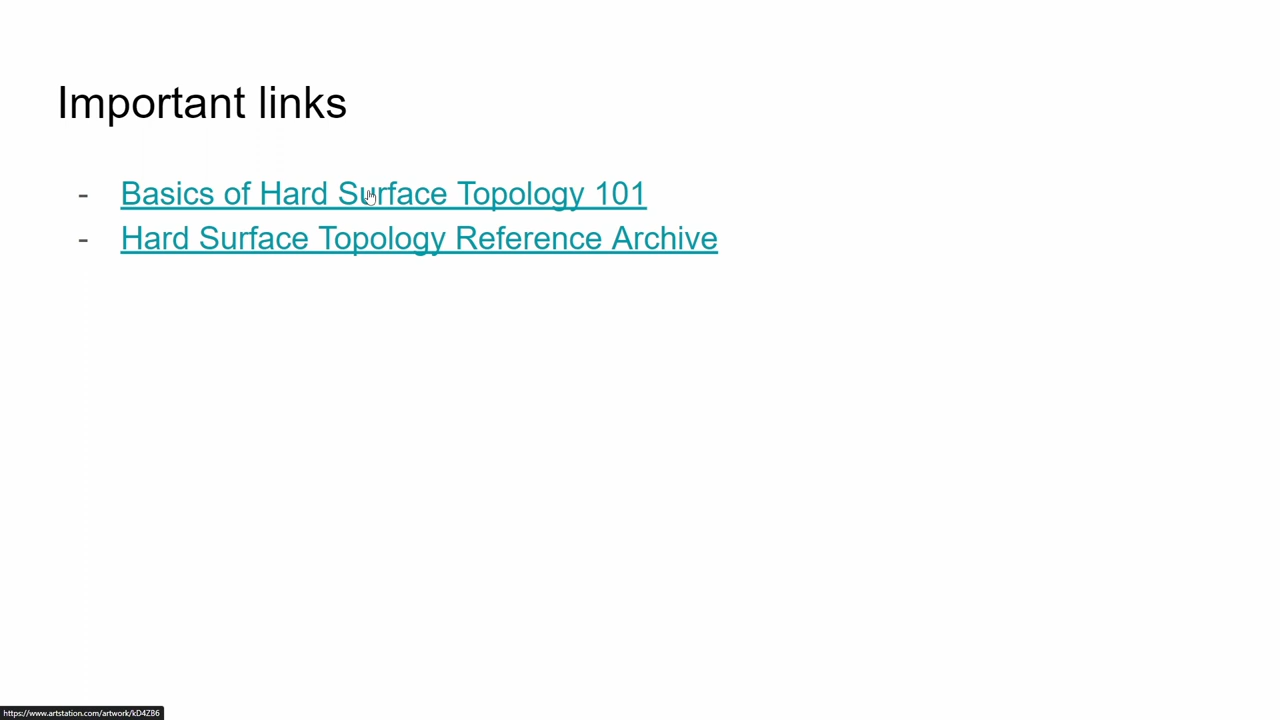 Important links
- Basics of Hard Surface Topology 101
- Hard Surface Topology Reference Archive
https://www.artstation.com/artwork/kD4ZB6